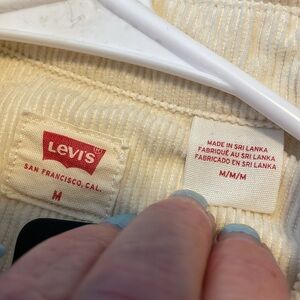 Levi's
SAN FRANCISCO, CAL.
M
MADE IN SRI LANKA
FABRIQUÉ AU SRI LANKA
FABRICADO EN SRI LANKA
M/M/M